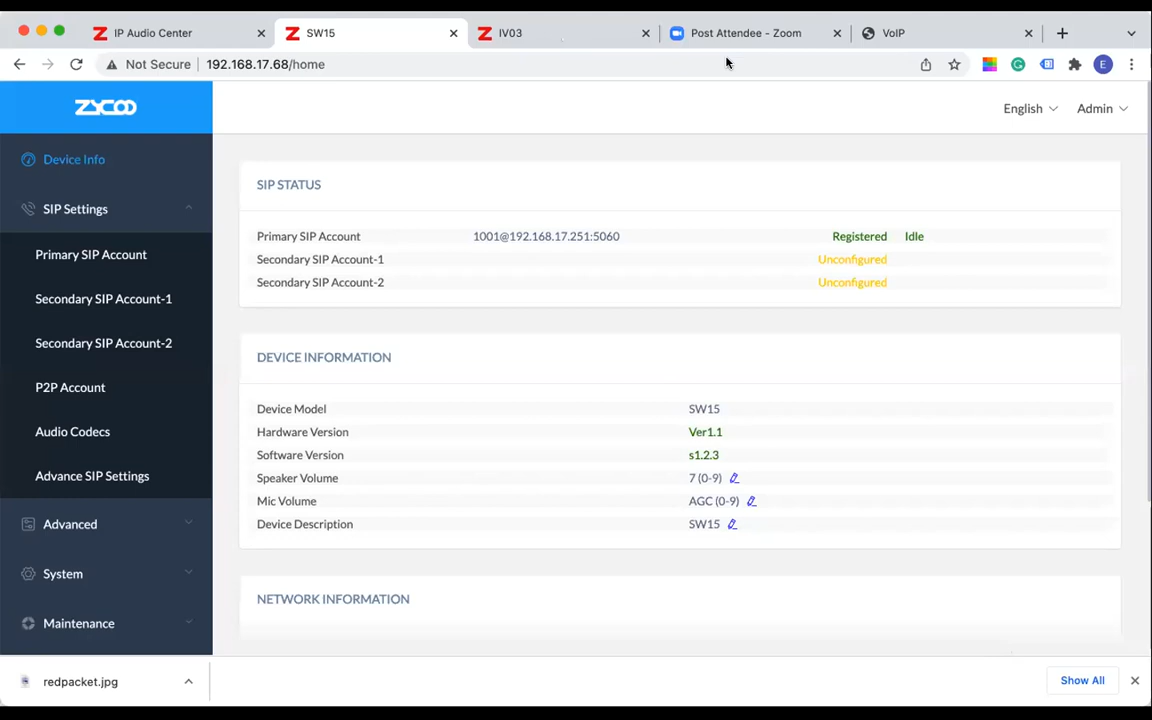 IP Audio Center
SW15
IV03
Post Attendee - Zoom
VoIP
Not Secure
192.168.17.68/home
E
ZYCOO
English
Admin
Device Info
SIP Settings
Primary SIP Account
Secondary SIP Account-1
Secondary SIP Account-2
P2P Account
Audio Codecs
Advance SIP Settings
Advanced
System
Maintenance
SIP STATUS
Primary SIP Account 1001@192.168.17.251:5060 Registered Idle
Secondary SIP Account-1 Unconfigured
Secondary SIP Account-2 Unconfigured
DEVICE INFORMATION
Device Model SW15
Hardware Version Ver1.1
Software Version s1.2.3
Speaker Volume 7 (0-9)
Mic Volume AGC (0-9)
Device Description SW15
NETWORK INFORMATION
redpacket.jpg
Show All